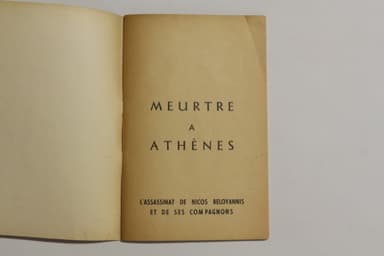 MEURTRE
A
ATHÈNES
L'ASSASSINAT DE NICOS BELOYANNIS
ET DE SES COMPAGNONS